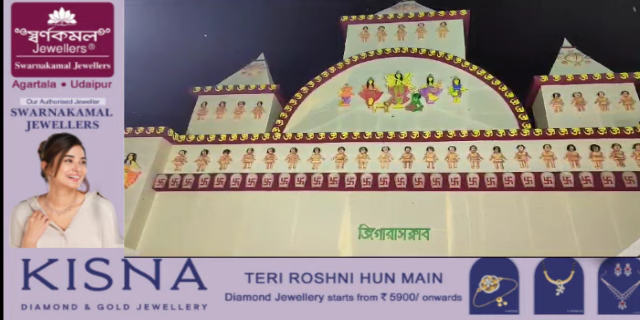 স্বর্ণকমল
Jewellers®
Swarnakamal Jewellers
Agartala • Udaipur
Our Authorised Jeweller
SWARNAKAMAL
JEWELLERS
জিগারাসক্লাব
KISNA
DIAMOND & GOLD JEWELLERY
TERI ROSHNI HUN MAIN
Diamond Jewellery starts from ₹ 5900/ onwards